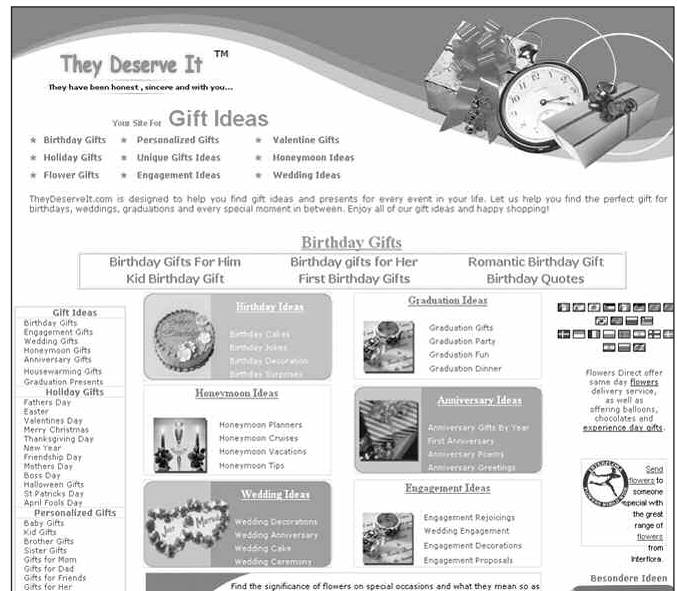 They Deserve It ™
They have been honest , sincere and with you...
Your Site For Gift Ideas
★ Birthday Gifts ★ Personalized Gifts ★ Valentine Gifts
★ Holiday Gifts ★ Unique Gifts Ideas ★ Honeymoon Ideas
★ Flower Gifts ★ Engagement Ideas ★ Wedding Ideas
TheyDeserveIt.com is designed to help you find gift ideas and presents for every event in your life. Let us help you find the perfect gift for
birthdays, weddings, graduations and every special moment in between. Enjoy all of our gift ideas and happy shopping!
Birthday Gifts
Birthday Gifts For Him Birthday gifts for Her Romantic Birthday Gift
Kid Birthday Gift First Birthday Gifts Birthday Quotes
Gift Ideas
Birthday Gifts
Engagement Gifts
Wedding Gifts
Honeymoon Gifts
Anniversary Gifts
Housewarming Gifts
Graduation Presents
Holiday Gifts
Fathers Day
Easter
Valentines Day
Merry Christmas
Thanksgiving Day
New Year
Friendship Day
Mothers Day
Boss Day
Halloween Gifts
St Patricks Day
April Fools Day
Personalized Gifts
Baby Gifts
Kid Gifts
Brother Gifts
Sister Gifts
Gifts for Mom
Gifts for Dad
Gifts for Friends
Gifts for Her
Birthday Ideas
Birthday Cakes
Birthday Jokes
Birthday Decoration
Birthday Surprises
Graduation Ideas
Graduation Gifts
Graduation Party
Graduation Fun
Graduation Dinner
Honeymoon Ideas
Honeymoon Planners
Honeymoon Cruises
Honeymoon Vacations
Honeymoon Tips
Anniversary Ideas
Anniversary Gifts By Year
First Anniversary
Anniversary Poems
Anniversary Greetings
Wedding Ideas
Just Married
Wedding Decorations
Wedding Anniversary
Wedding Cake
Wedding Ceremony
Engagement Ideas
Engagement Rejoicings
Wedding Engagement
Engagement Decorations
Engagement Proposals
Find the significance of flowers on special occasions and what they mean so as
Flowers Direct offer
same day flowers
delivery service,
as well as
offering balloons,
chocolates and
experience day gifts.
INTERFLORA
Send
flowers to
someone
special with
the great
range of
flowers
from
Interflora.
Besondere Ideen